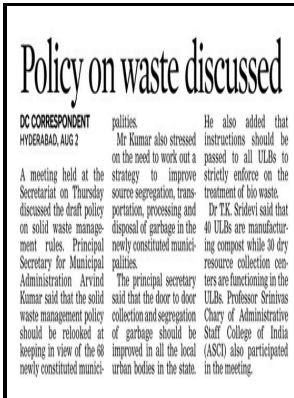 Policy on waste discussed
DC CORRESPONDENT
HYDERABAD, AUG 2
A meeting held at the
Secretariat on Thursday
discussed the draft policy
on solid waste manage-
ment rules. Principal
Secretary for Municipal
Administration Arvind
Kumar said that the solid
waste management policy
should be relooked at
keeping in view of the 68
newly constituted munici-
palities.
Mr Kumar also stressed
on the need to work out a
strategy to improve
source segregation, trans-
portation, processing and
disposal of garbage in the
newly constituted munici-
palities.
The principal secretary
said that the door to door
collection and segregation
of garbage should be
improved in all the local
urban bodies in the state.
He also added that
instructions should be
passed to all ULBs to
strictly enforce on the
treatment of bio waste.
Dr T.K. Sridevi said that
40 ULBs are manufactur-
ing compost while 30 dry
resource collection cen-
ters are functioning in the
ULBs. Professor Srinivas
Chary of Administrative
Staff College of India
(ASCI) also participated
in the meeting.